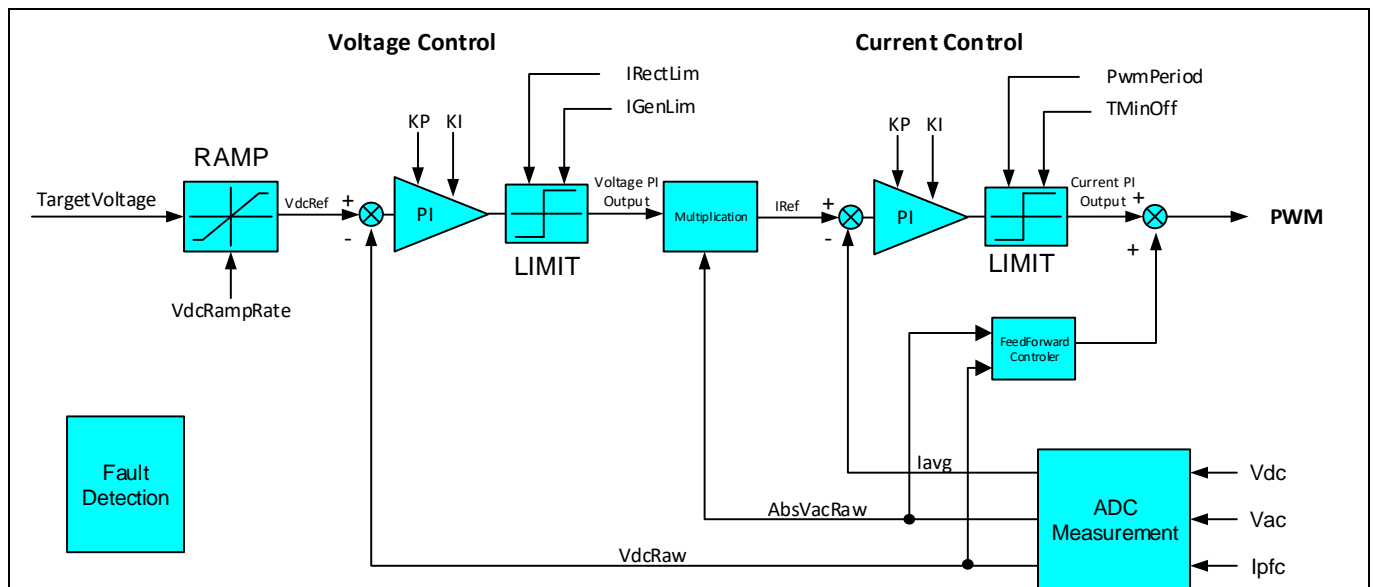 Voltage Control
Current Control
IRectLim
IGenLim
PwmPeriod
TMinOff
KP
KI
KP
KI
RAMP
TargetVoltage
VdcRef
+
-
PI
LIMIT
Voltage PI
Output
Multiplication
IRef
+
-
PI
LIMIT
Current PI
Output
+
+
PWM
VdcRampRate
FeedForward
Controler
Fault
Detection
Iavg
AbsVacRaw
VdcRaw
ADC
Measurement
Vdc
Vac
Ipfc